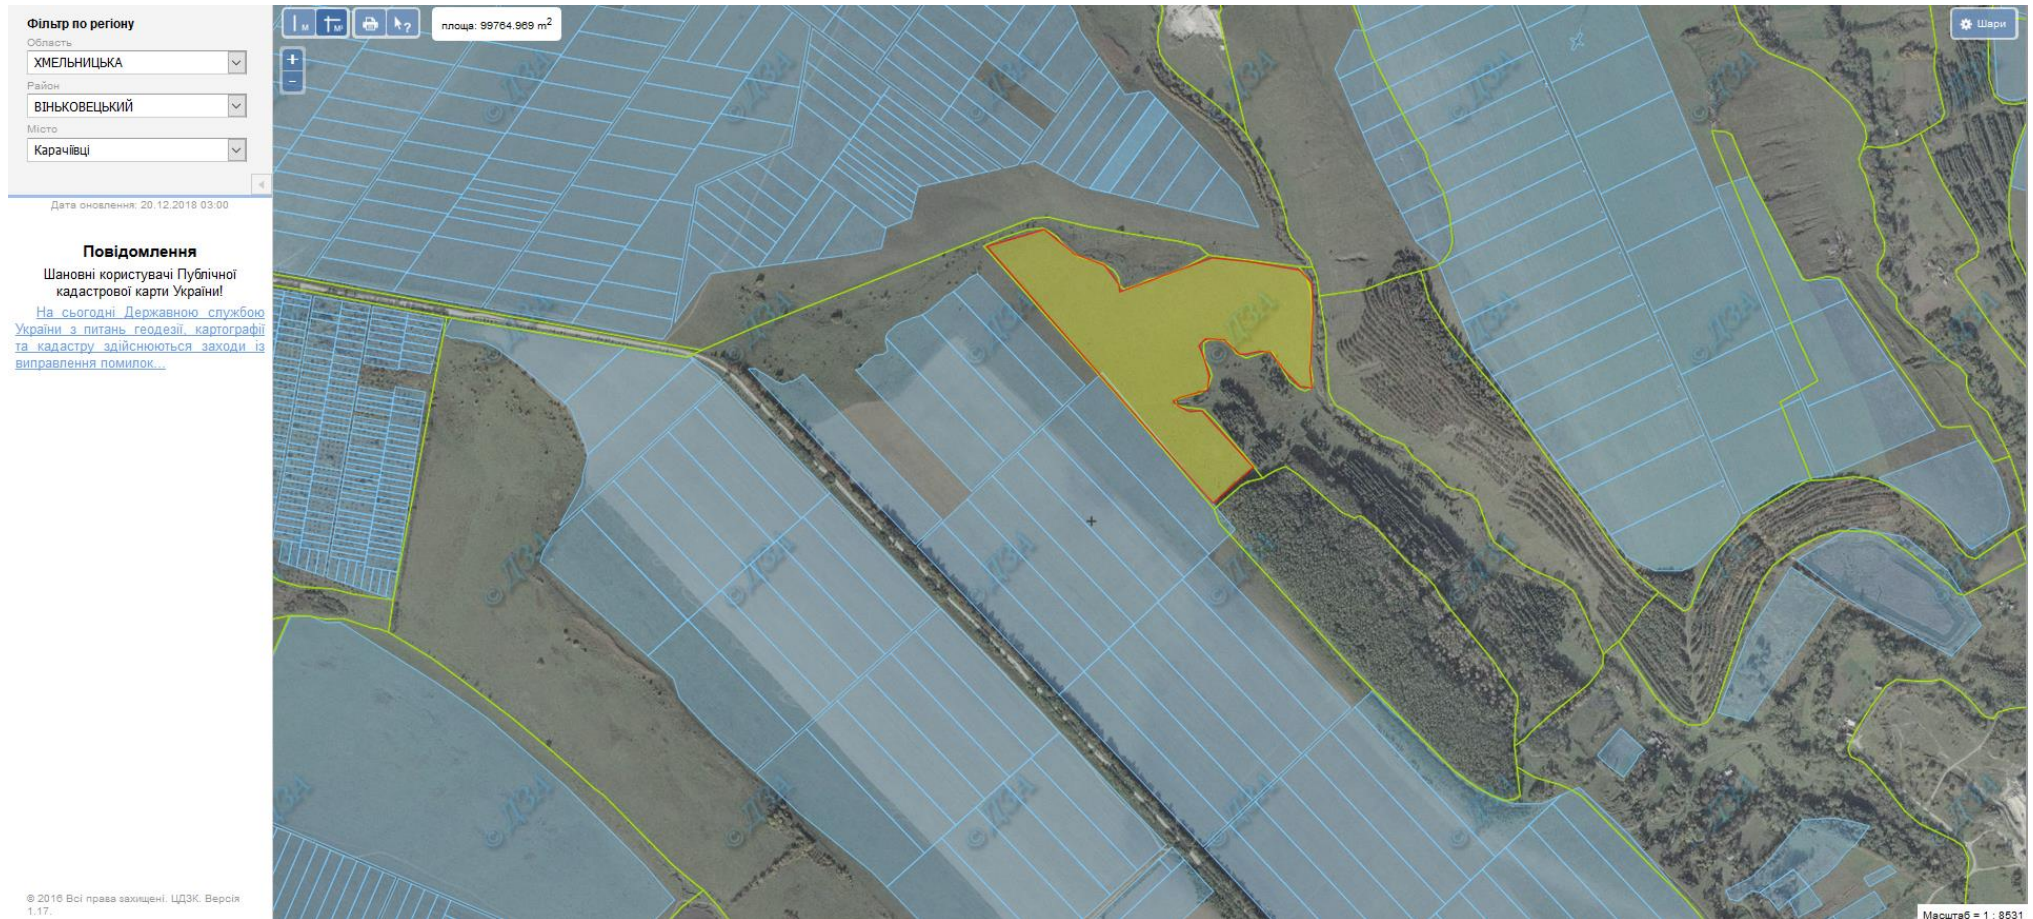 Фільтр по регіону
Область
ХМЕЛЬНИЦЬКА
Район
ВІНЬКОВЕЦЬКИЙ
Місто
Карачіївці
Дата оновлення: 20.12.2018 03:00
Повідомлення
Шановні користувачі Публічної
кадастрової карти України!
На сьогодні Державною службою
України з питань геодезії, картографії
та кадастру здійснюються заходи із
виправлення помилок...
© 2016 Всі права захищені. ЦДЗК. Версія
1.17.
м
м²
?
+
−
площа: 99764.969 m²
Шари
© ДЗА
Масштаб = 1 : 8531